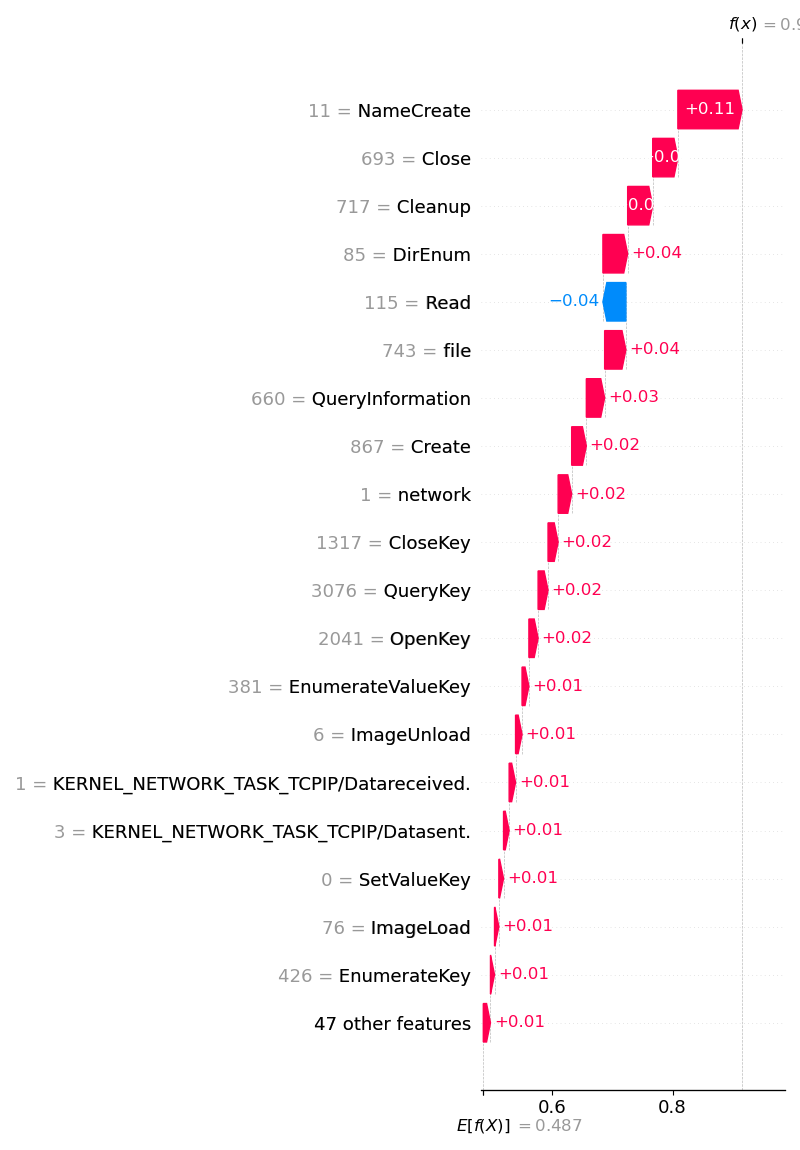 f(x) = 0.9
11 = NameCreate +0.11
693 = Close
717 = Cleanup
85 = DirEnum +0.04
115 = Read −0.04
743 = file +0.04
660 = QueryInformation +0.03
867 = Create +0.02
1 = network +0.02
1317 = CloseKey +0.02
3076 = QueryKey +0.02
2041 = OpenKey +0.02
381 = EnumerateValueKey +0.01
6 = ImageUnload +0.01
1 = KERNEL_NETWORK_TASK_TCPIP/Datareceived. +0.01
3 = KERNEL_NETWORK_TASK_TCPIP/Datasent. +0.01
0 = SetValueKey +0.01
76 = ImageLoad +0.01
426 = EnumerateKey +0.01
47 other features +0.01
0.6 0.8
E[f(X)] = 0.487